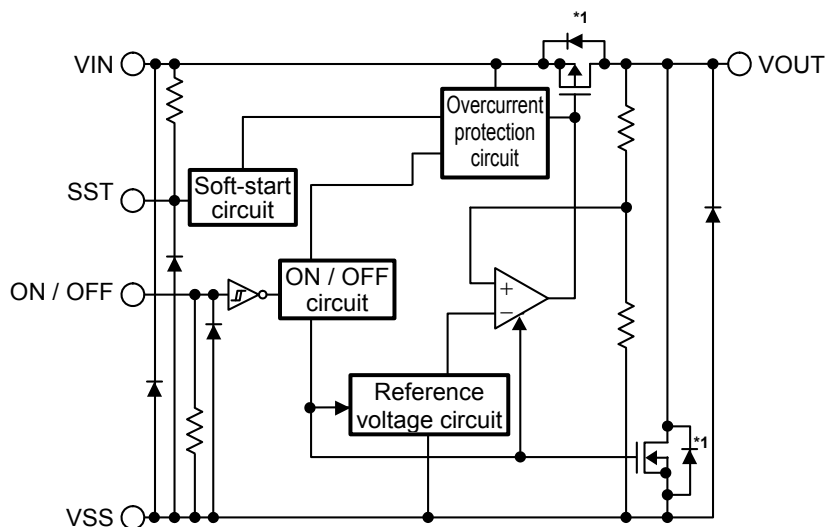 *1
VIN
VOUT
Overcurrent
protection
circuit
SST
Soft-start
circuit
ON / OFF
ON / OFF
circuit
+
−
Reference
voltage circuit
*1
VSS